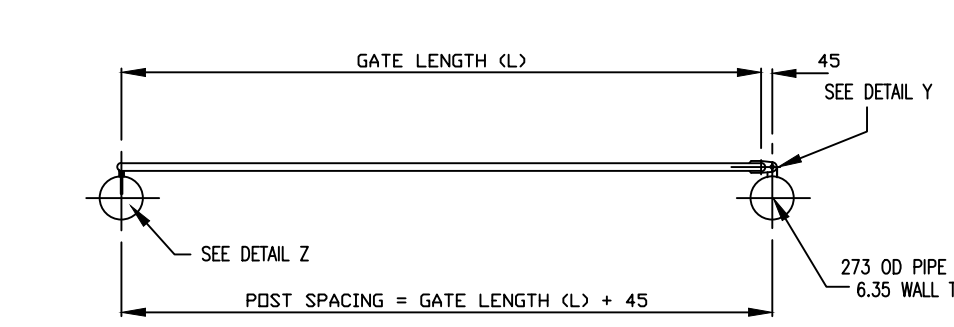 GATE LENGTH (L)
45
SEE DETAIL Y
SEE DETAIL Z
273 OD PIPE
6.35 WALL
POST SPACING = GATE LENGTH (L) + 45